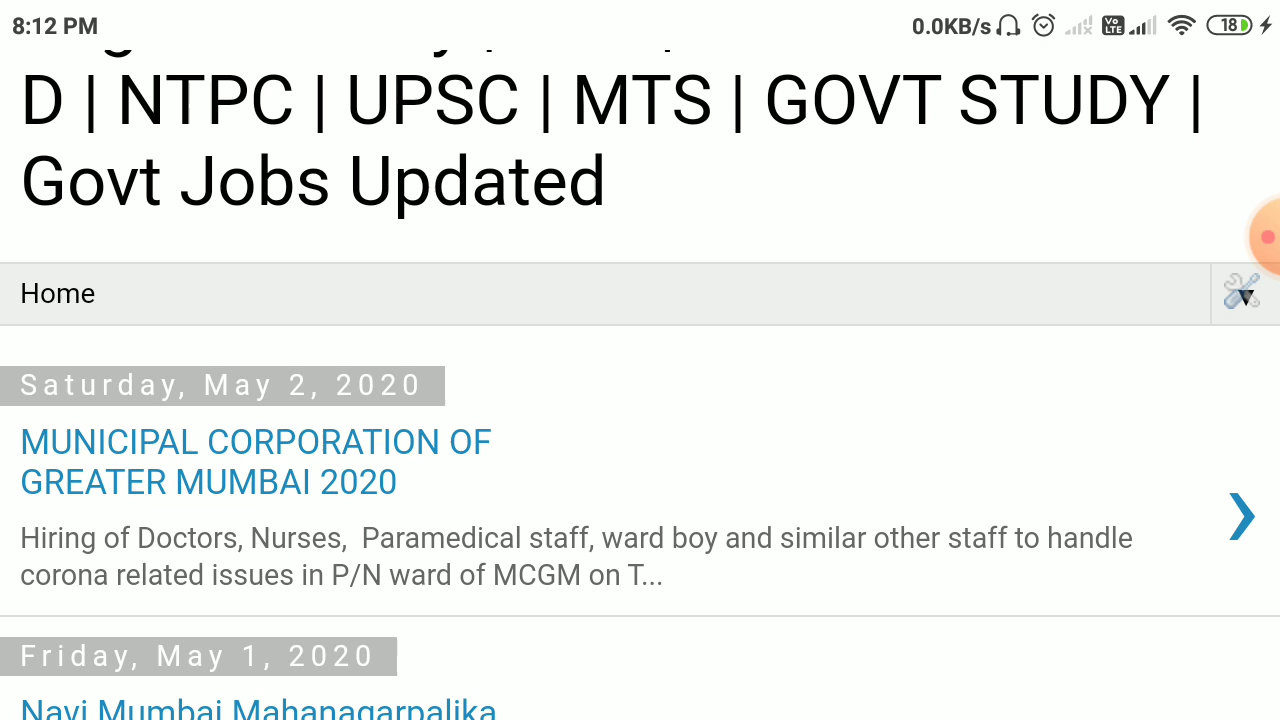 8:12 PM
0.0KB/s
Vo
LTE
18
D | NTPC | UPSC | MTS | GOVT STUDY |
Govt Jobs Updated
Home
Saturday, May 2, 2020
MUNICIPAL CORPORATION OF
GREATER MUMBAI 2020
Hiring of Doctors, Nurses,  Paramedical staff, ward boy and similar other staff to handle
corona related issues in P/N ward of MCGM on T...
Friday, May 1, 2020
Navi Mumbai Mahanagarpalika